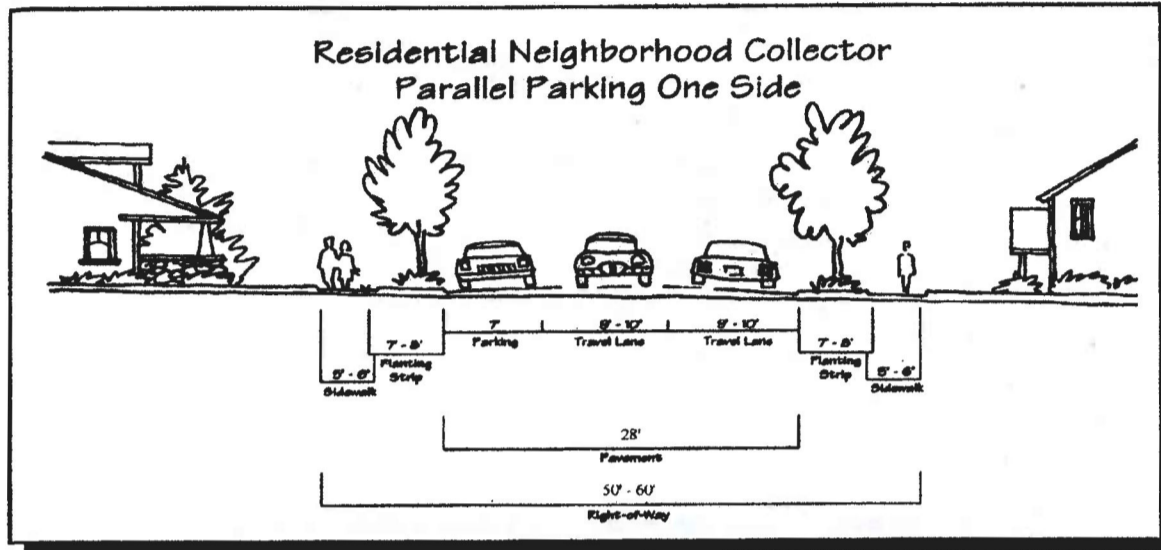 Residential Neighborhood Collector
Parallel Parking One Side
7'
Parking
9' - 10'
Travel Lane
9' - 10'
Travel Lane
7' - 8'
Planting
Strip
7' - 8'
Planting
Strip
5' - 6'
Sidewalk
5' - 6'
Sidewalk
28'
Pavement
50' - 60'
Right-of-Way